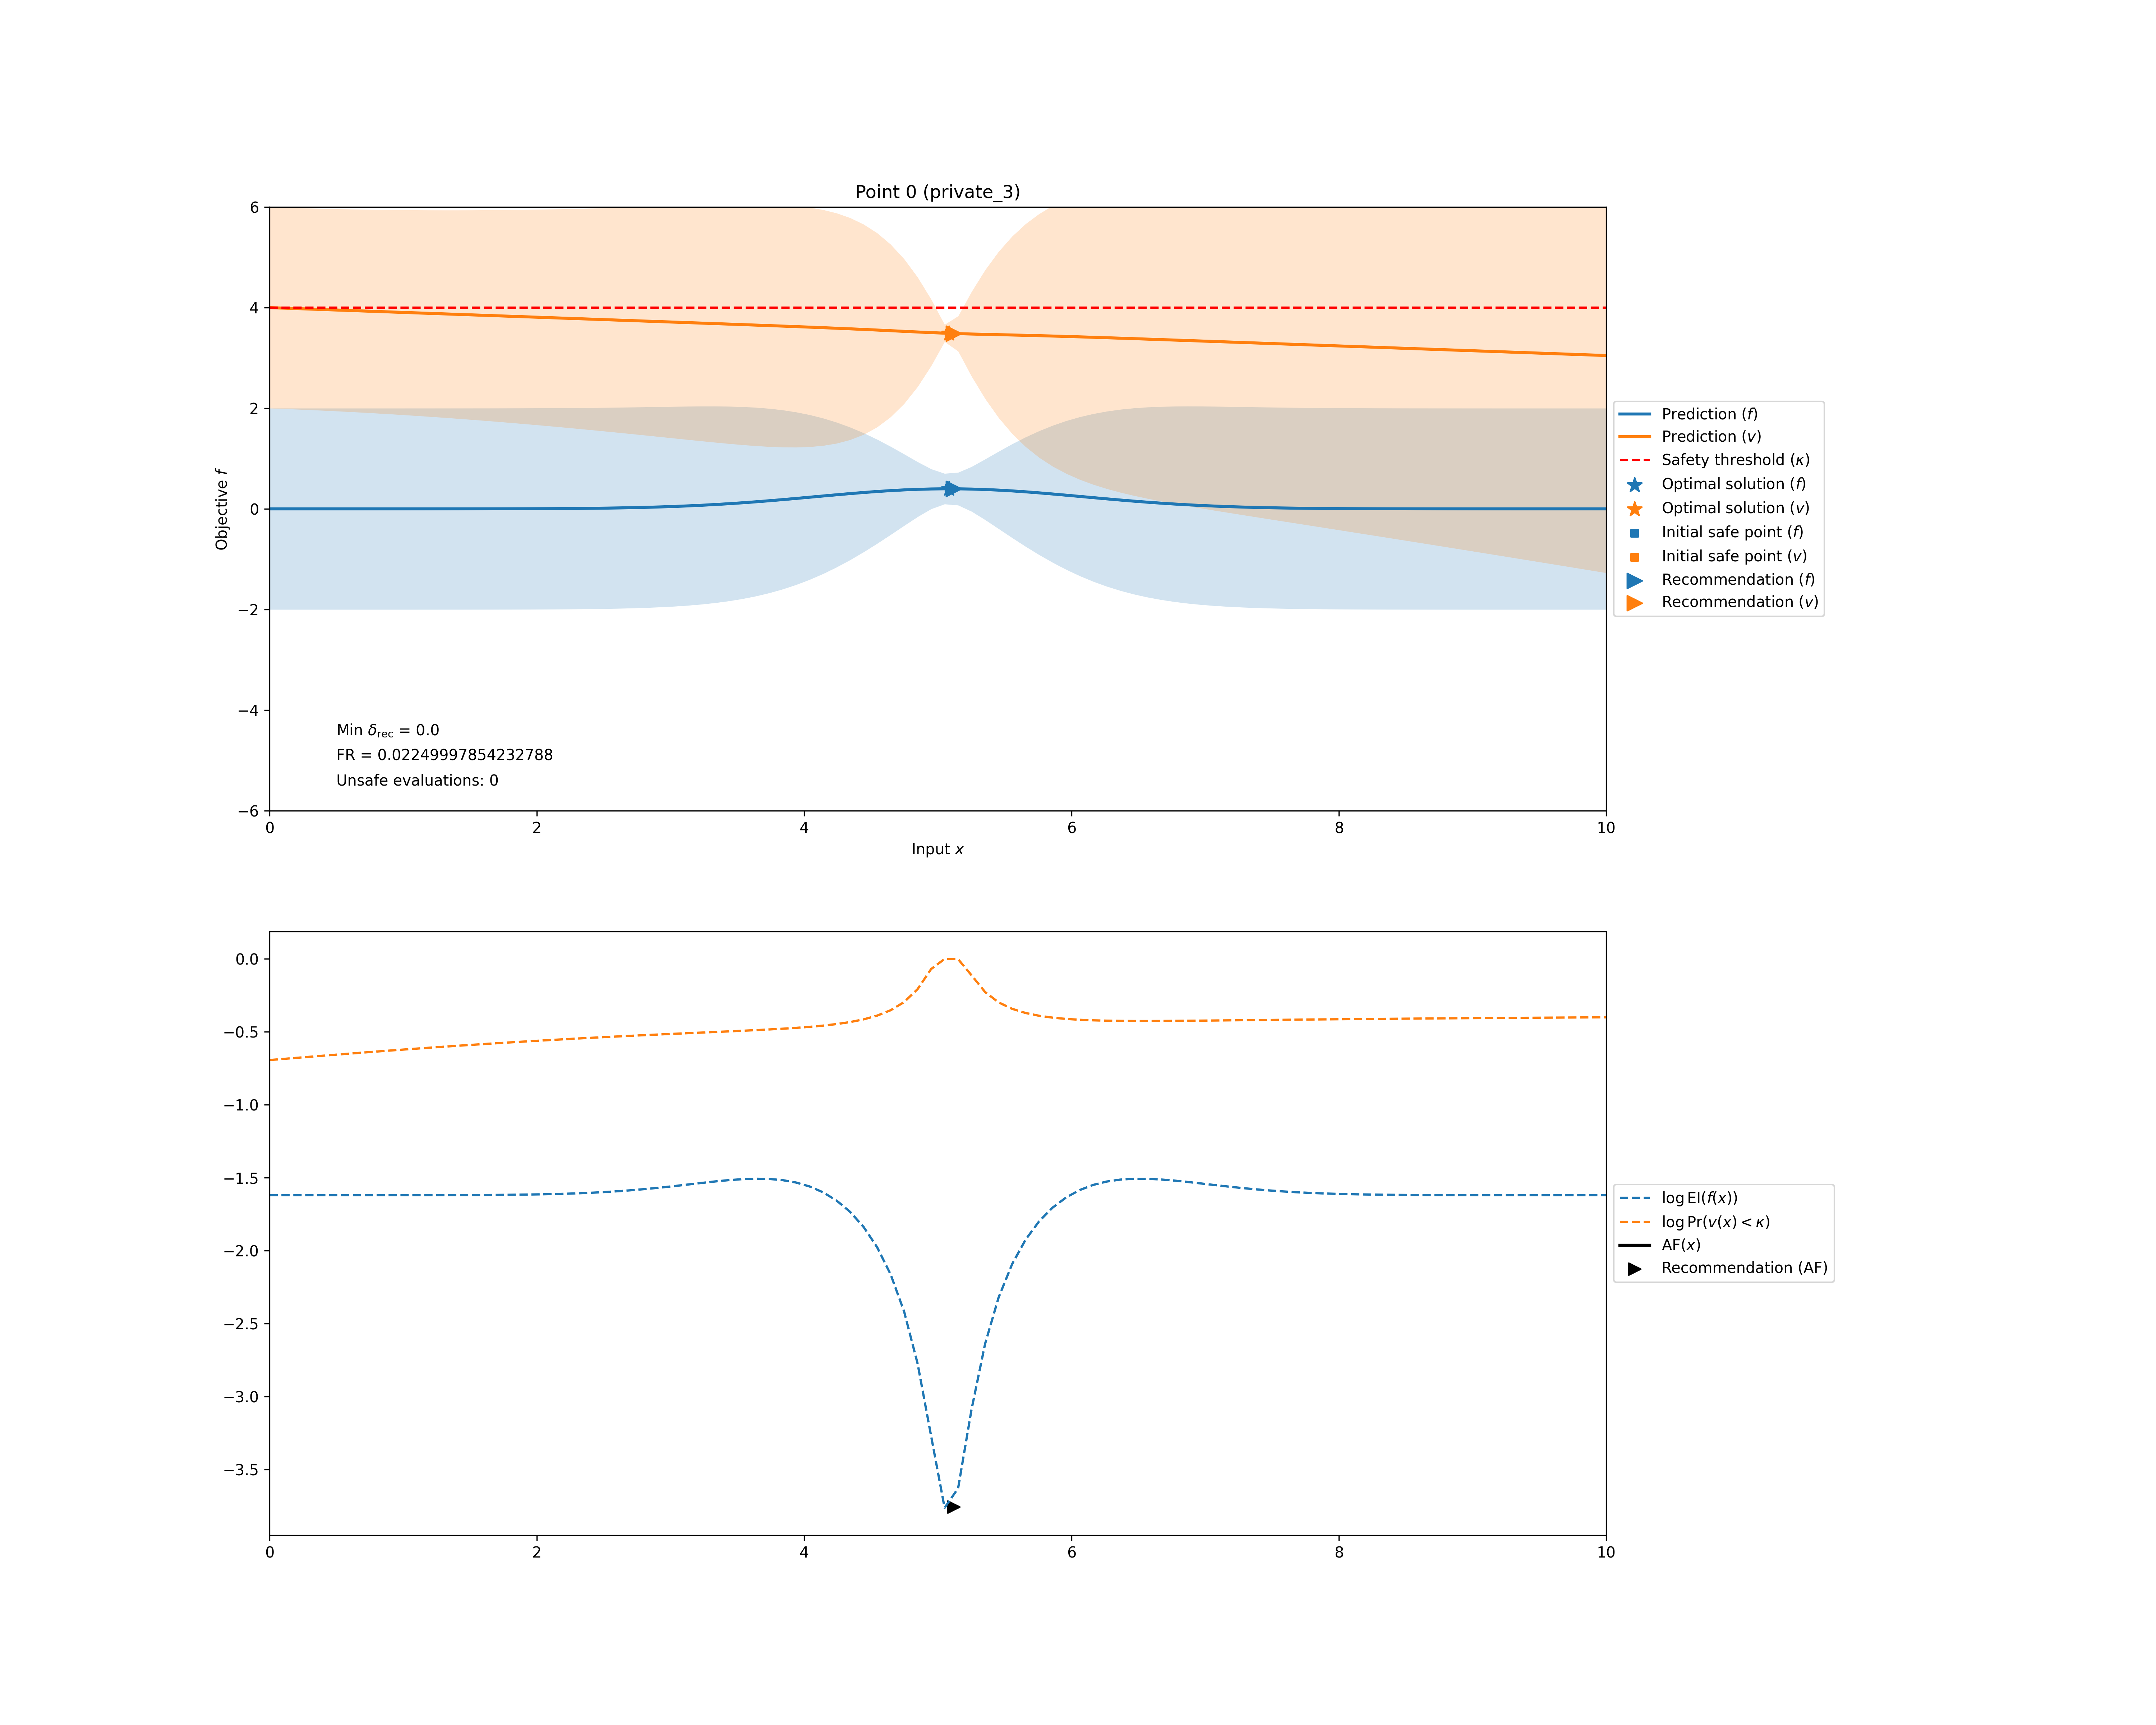 Point 0 (private_3)
6
4
2
0
−2
−4
−6
Objective f
Min δrec = 0.0
FR = 0.02249997854232788
Unsafe evaluations: 0
0 2 4 6 8 10
Input x
Prediction (f)
Prediction (v)
Safety threshold (κ)
Optimal solution (f)
Optimal solution (v)
Initial safe point (f)
Initial safe point (v)
Recommendation (f)
Recommendation (v)
0.0
−0.5
−1.0
−1.5
−2.0
−2.5
−3.0
−3.5
0 2 4 6 8 10
log EI(f(x))
log Pr(v(x) < κ)
AF(x)
Recommendation (AF)